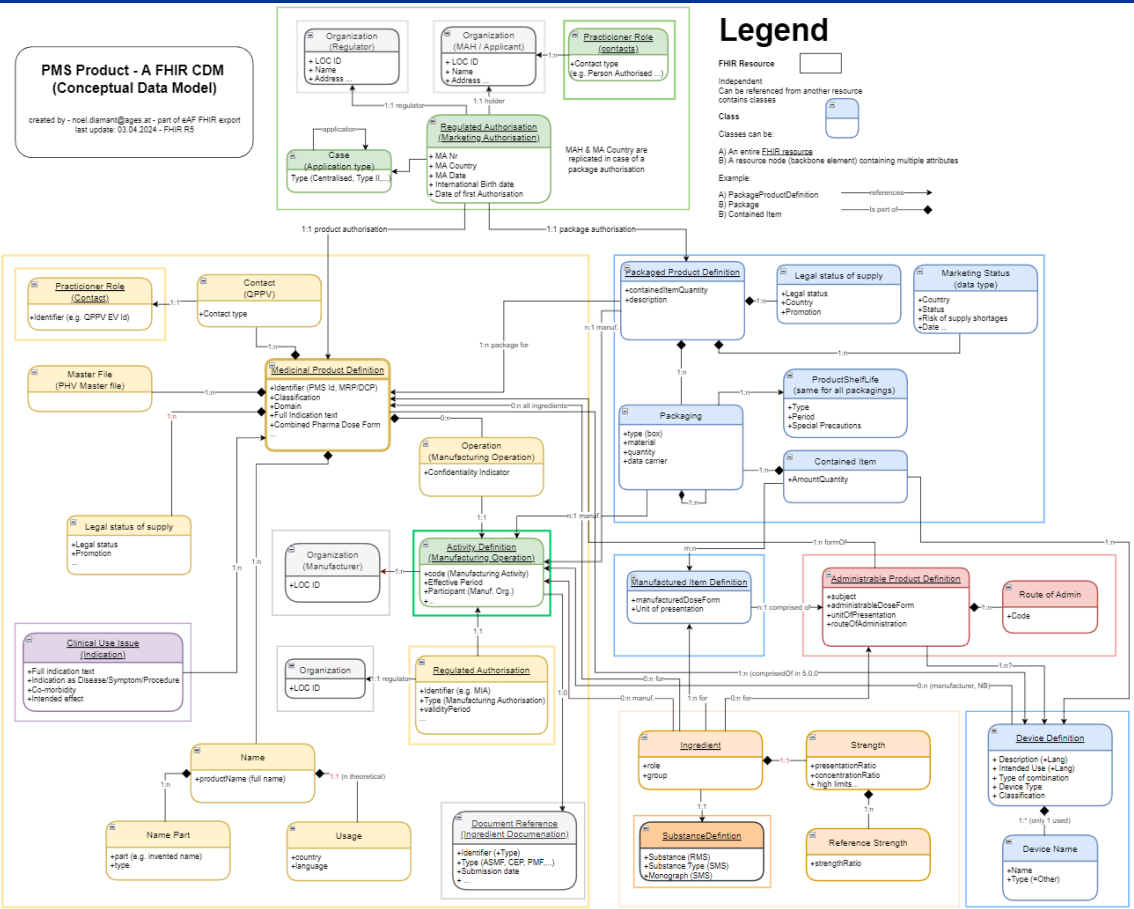 PMS Product - A FHIR CDM
(Conceptual Data Model)
created by - noel.diamant@ages.at - part of eAF FHIR export
last update: 03.04.2024 - FHIR R5
Organization
(Regulator)
+ LOC ID
+ Name
+ Address ...
Organization
(MAH / Applicant)
+ LOC ID
+ Name
+ Address ...
Practicioner Role
(contacts)
+Contact type
(e.g. Person Authorised ...)
1:n
1:1 regulator
1:1 holder
application
Case
(Application type)
Type (Centralised, Type II,...)
Regulated Authorisation
(Marketing Authorisation)
+ MA Nr
+ MA Country
+ MA Date
+ International Birth date
+ Date of first Authorisation
MAH & MA Country are
replicated in case of a
package authorisation
Legend
FHIR Resource
Independent
Can be referenced from another resource
contains classes
Class
Classes can be:
A) An entire FHIR resource
B) A resource node (backbone element) containing multiple attributes
Example:
A) PackageProductDefinition
B) Package
B) Contained Item
references
Is part of
1:1 product authorisation
1:1 package authorisation
Practicioner Role
(Contact)
+Identifier (e.g. QPPV EV Id)
1:1
Contact
(QPPV)
+Contact type
1:n
Master File
(PHV Master file)
1:n
Medicinal Product Definition
+Identifier (PMS Id, MRP/DCP)
+Classification
+Domain
+Full Indication text
+Combined Pharma Dose Form
...
1:n
0:n
1:n package for
n:1 manuf.
0:n all ingredients
Operation
(Manufacturing Operation)
+Confidentiality Indicator
1:1
Legal status of supply
+Legal status
+Promotion
...
1:n
1:n
Organization
(Manufacturer)
+LOC ID
1:n
Activity Definition
(Manufacturing Operation)
+code (Manufacturing Activity)
+Effective Period
+Participant (Manuf. Org.)
+...
n:1 manuf.
1:1
Clinical Use Issue
(Indication)
+Full indication text
+Indication as Disease/Symptom/Procedure
+Co-morbidity
+Intended effect
Organization
+LOC ID
1:1 regulator
Regulated Authorisation
+Identifier (e.g. MIA)
+Type (Manufacturing Authorisation)
+validityPeriod
...
1:0
Name
+productName (full name)
1:n
1:1 (n theoretical)
Name Part
+part (e.g. invented name)
+type
Usage
+country
+language
Document Reference
(Ingredient Documenation)
+Identifier (+Type)
+Type (ASMF, CEP, PMF,...)
+Submission date
+ ...
Packaged Product Definition
+containedItemQuantity
+description
1:n
Legal status of supply
+Legal status
+Country
+Promotion
Marketing Status
(data type)
+Country
+Status
+Risk of supply shortages
+Date ...
1:n
1:n
ProductShelfLife
(same for all packagings)
+Type
+Period
+Special Precautions
1:n
Packaging
+type (box)
+material
+quantity
+data carrier
1:n
1:n
Contained Item
+AmountQuantity
m:n
1:n formOf
1:n
Manufactured Item Definition
+manufacturedDoseForm
+Unit of presentation
n:1 comprised of
Administrable Product Definition
+subject
+administrableDoseForm
+unitOfPresentation
+routeOfAdministration
1:n
Route of Admin
+Code
1:n?
1:n (comprisedOf in 5.0.0
0:n (manufacturer, NB)
0:n for
0:n manuf.
1:n for
0:n for
Ingredient
+role
+group
1:1
Strength
+presentationRatio
+concentrationRatio
+ high limits...
1:1
1:n
SubstanceDefintion
+Substance (RMS)
+Substance Type (SMS)
+Monograph (SMS)
Reference Strength
+strengthRatio
Device Definition
+ Description (+Lang)
+ Intended Use (+Lang)
+ Type of combination
+ Device Type
+ Classification
1:* (only 1 used)
Device Name
+Name
+Type (=Other)